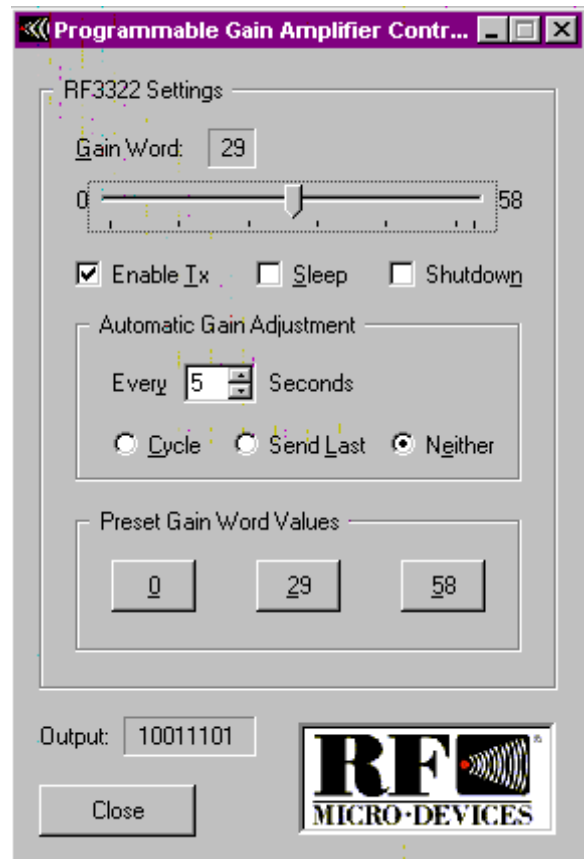 Programmable Gain Amplifier Contr...
RF3322 Settings
Gain Word: 29
0 58
Enable Tx Sleep Shutdown
Automatic Gain Adjustment
Every 5 Seconds
Cycle Send Last Neither
Preset Gain Word Values
0 29 58
Output: 10011101
Close
RF
MICRO·DEVICES
®